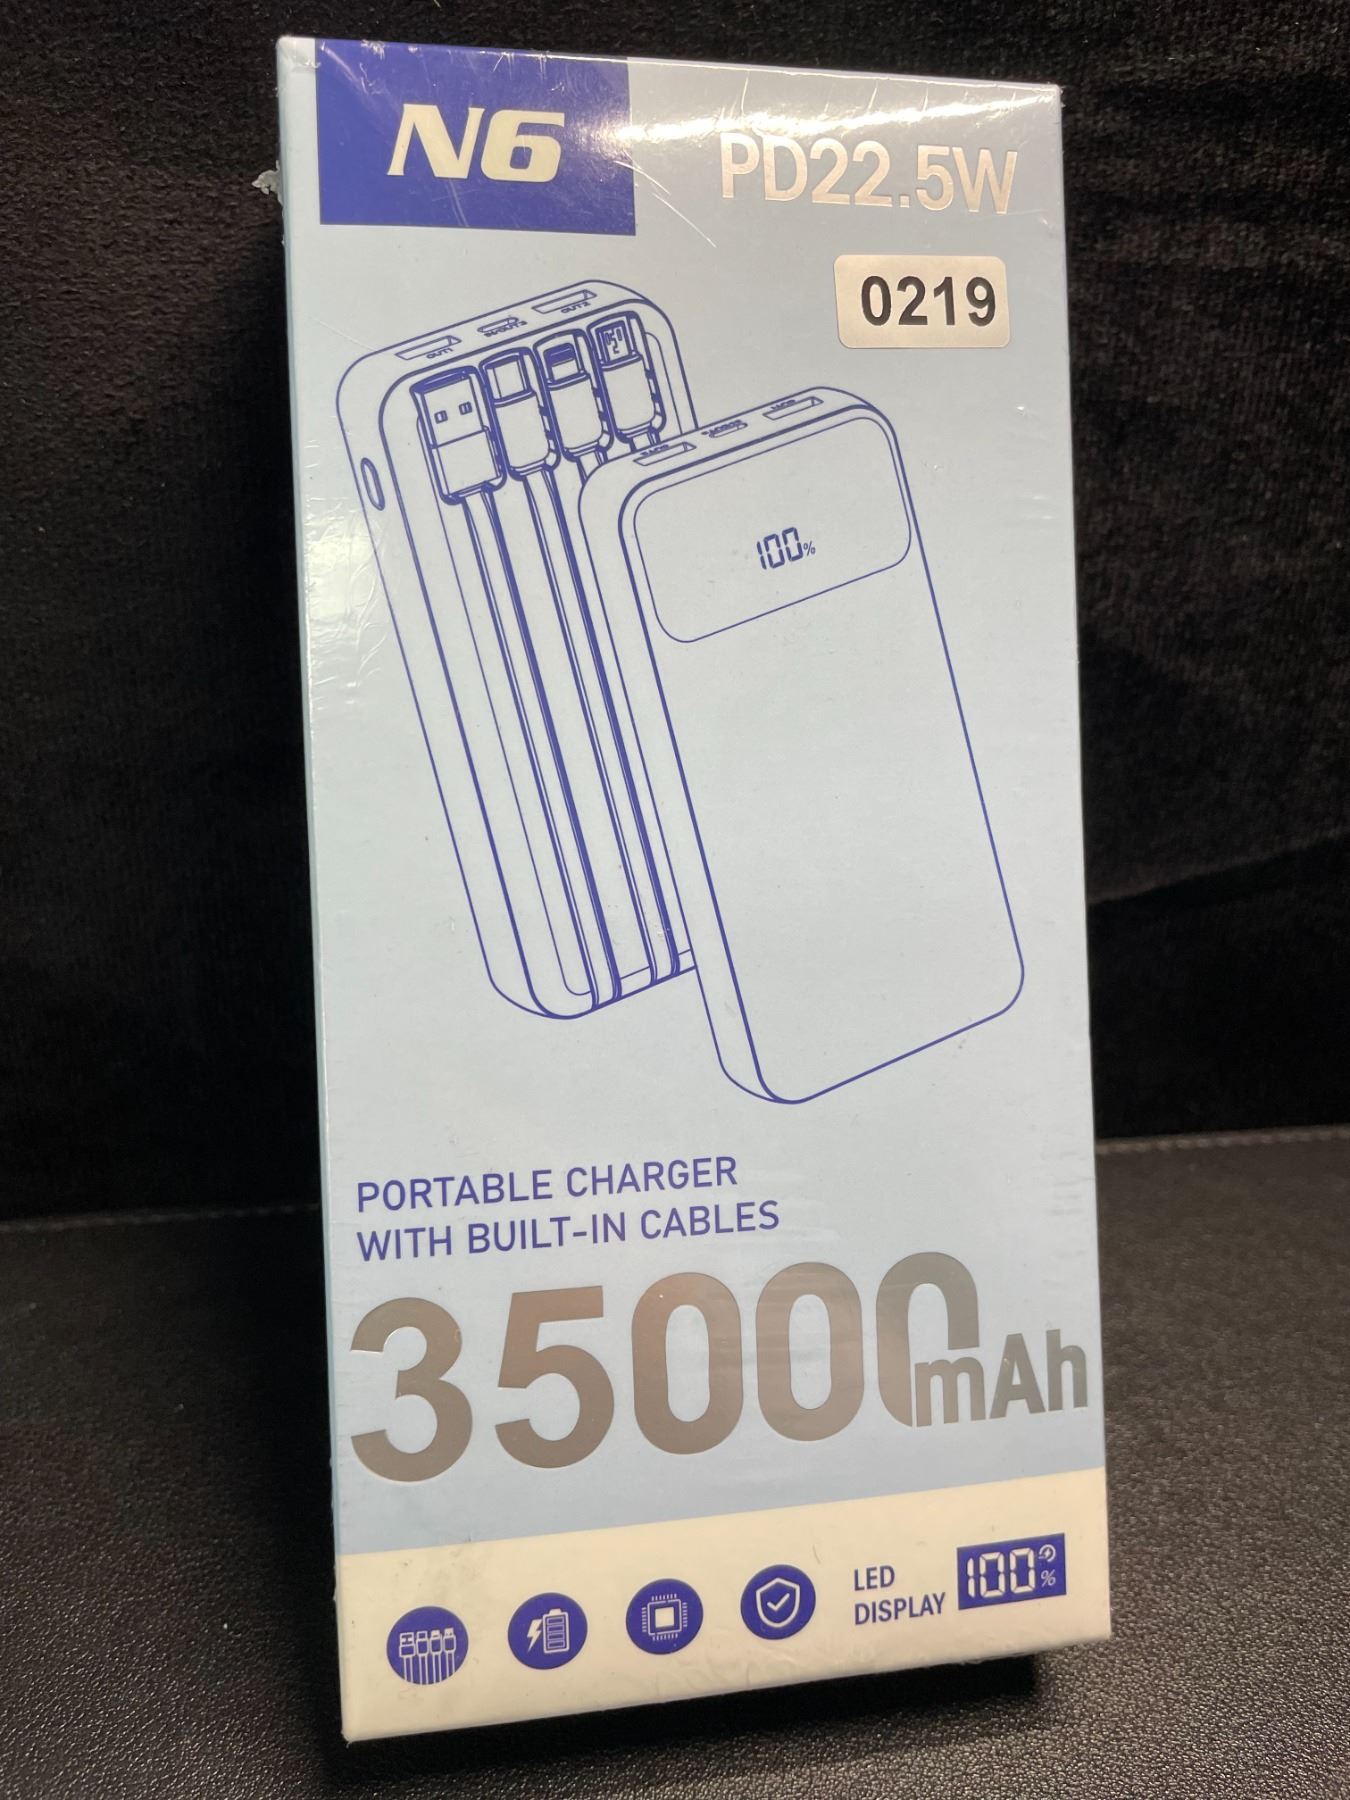 N6
PD22.5W
0219
100%
PORTABLE CHARGER
WITH BUILT-IN CABLES
35000mAh
LED
DISPLAY
100%